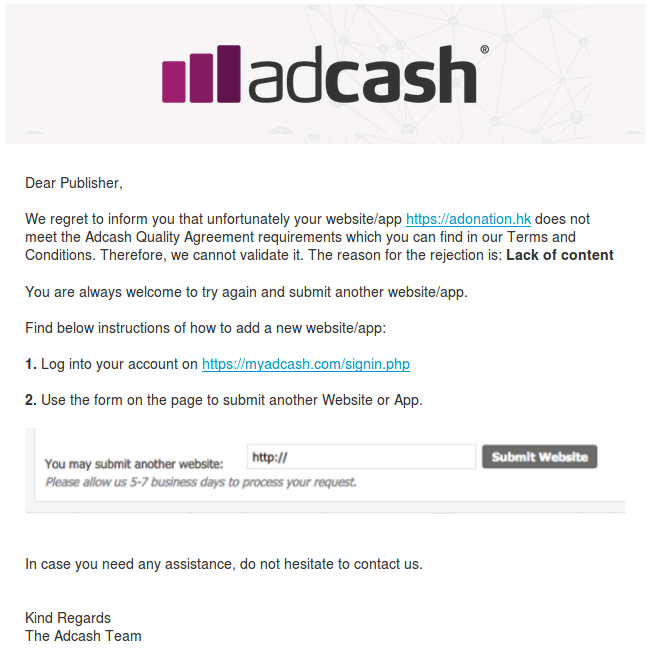 adcash®
Dear Publisher,
We regret to inform you that unfortunately your website/app https://adonation.hk does not
meet the Adcash Quality Agreement requirements which you can find in our Terms and
Conditions. Therefore, we cannot validate it. The reason for the rejection is: Lack of content
You are always welcome to try again and submit another website/app.
Find below instructions of how to add a new website/app:
1. Log into your account on https://myadcash.com/signin.php
2. Use the form on the page to submit another Website or App.
You may submit another website: http:// Submit Website
Please allow us 5-7 business days to process your request.
In case you need any assistance, do not hesitate to contact us.
Kind Regards
The Adcash Team